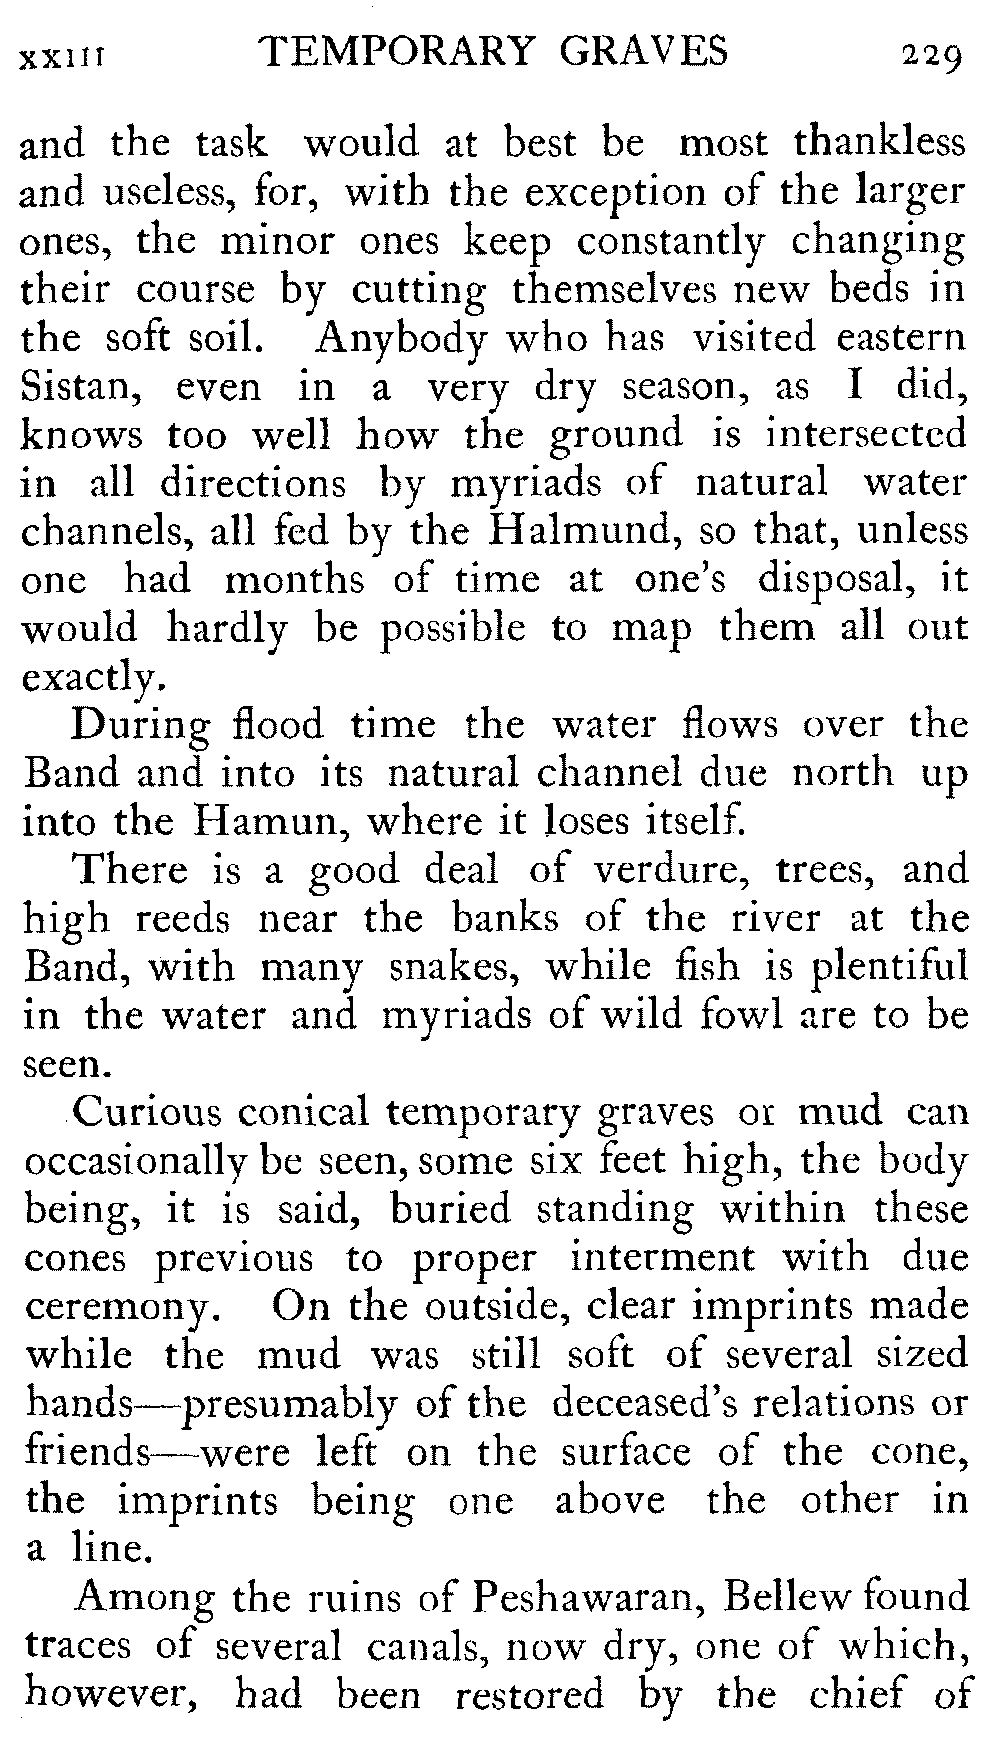 xxiii TEMPORARY GRAVES 229
and the task would at best be most thankless
and useless, for, with the exception of the larger
ones, the minor ones keep constantly changing
their course by cutting themselves new beds in
the soft soil. Anybody who has visited eastern
Sistan, even in a very dry season, as I did,
knows too well how the ground is intersected
in all directions by myriads of natural water
channels, all fed by the Halmund, so that, unless
one had months of time at one's disposal, it
would hardly be possible to map them all out
exactly.
During flood time the water flows over the
Band and into its natural channel due north up
into the Hamun, where it loses itself.
There is a good deal of verdure, trees, and
high reeds near the banks of the river at the
Band, with many snakes, while fish is plentiful
in the water and myriads of wild fowl are to be
seen.
Curious conical temporary graves or mud can
occasionally be seen, some six feet high, the body
being, it is said, buried standing within these
cones previous to proper interment with due
ceremony. On the outside, clear imprints made
while the mud was still soft of several sized
hands—presumably of the deceased's relations or
friends—were left on the surface of the cone,
the imprints being one above the other in
a line.
Among the ruins of Peshawaran, Bellew found
traces of several canals, now dry, one of which,
however, had been restored by the chief of